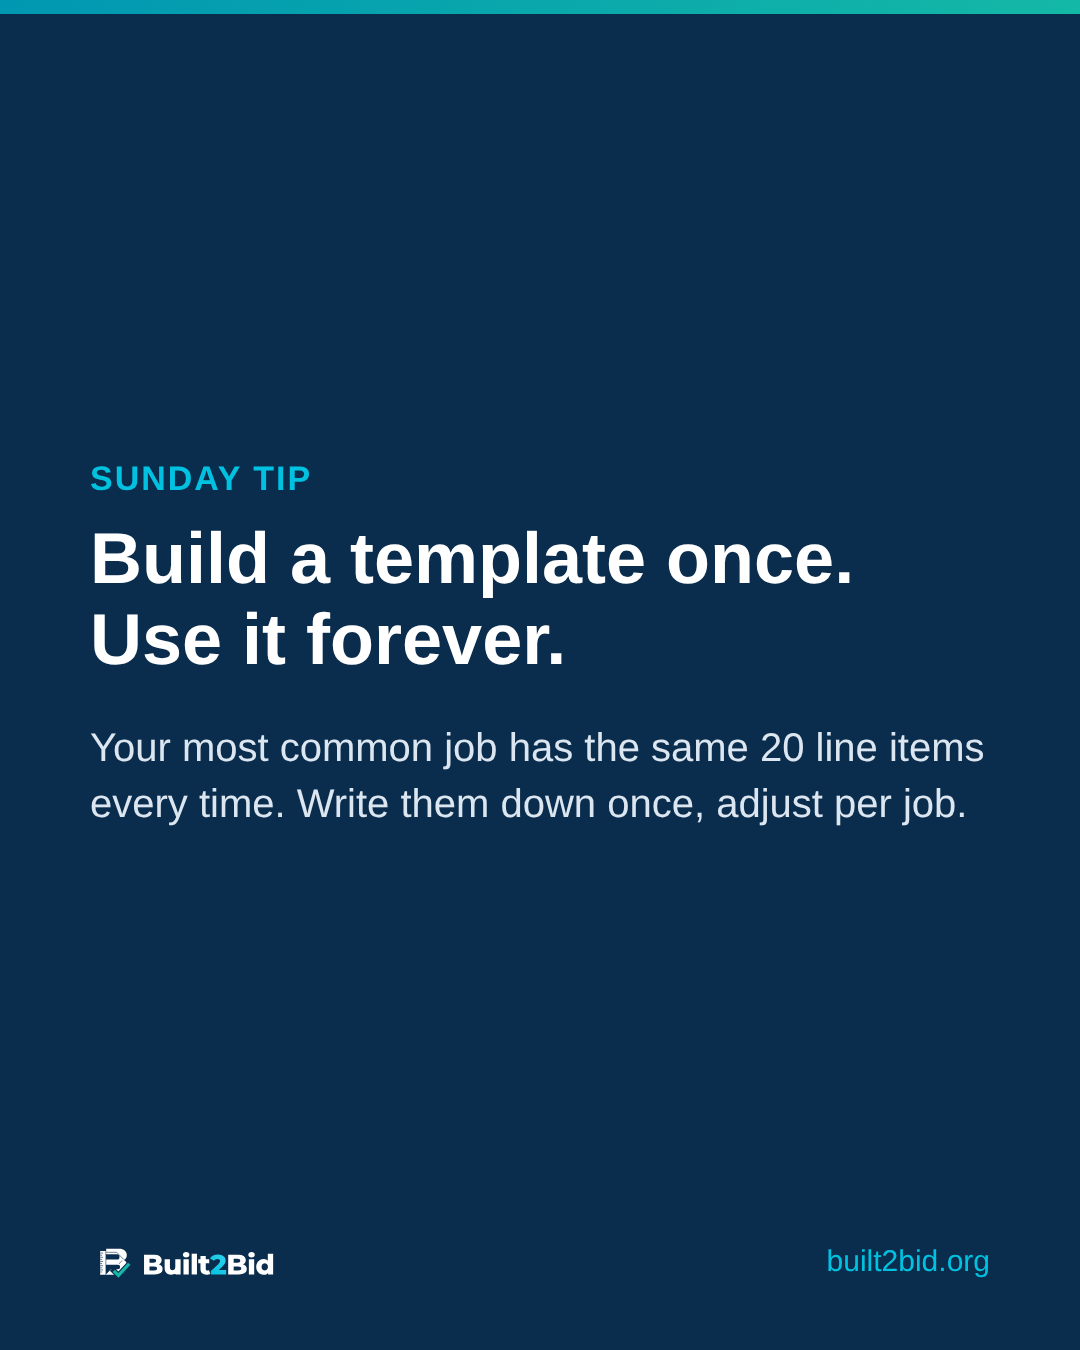 SUNDAY TIP
Build a template once.
Use it forever.
Your most common job has the same 20 line items
every time. Write them down once, adjust per job.
Built2Bid
built2bid.org